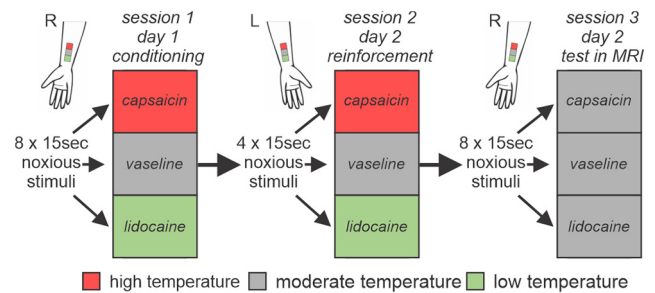 R
session 1
day 1
conditioning
8 x 15sec
noxious
stimuli
capsaicin
vaseline
lidocaine
L
session 2
day 2
reinforcement
4 x 15sec
noxious
stimuli
capsaicin
vaseline
lidocaine
R
session 3
day 2
test in MRI
8 x 15sec
noxious
stimuli
capsaicin
vaseline
lidocaine
high temperature
moderate temperature
low temperature